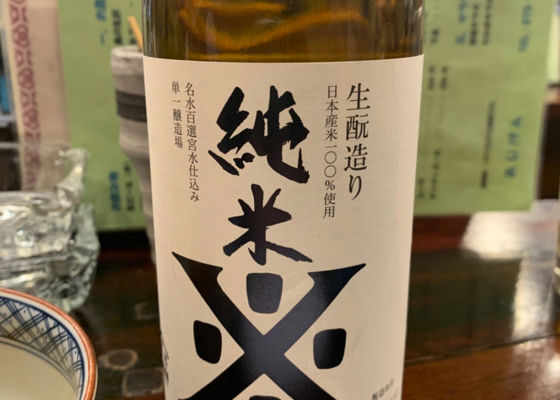 生酛造り
日本産米一〇〇%使用
純米
名水百選宮水仕込み
単一醸造場